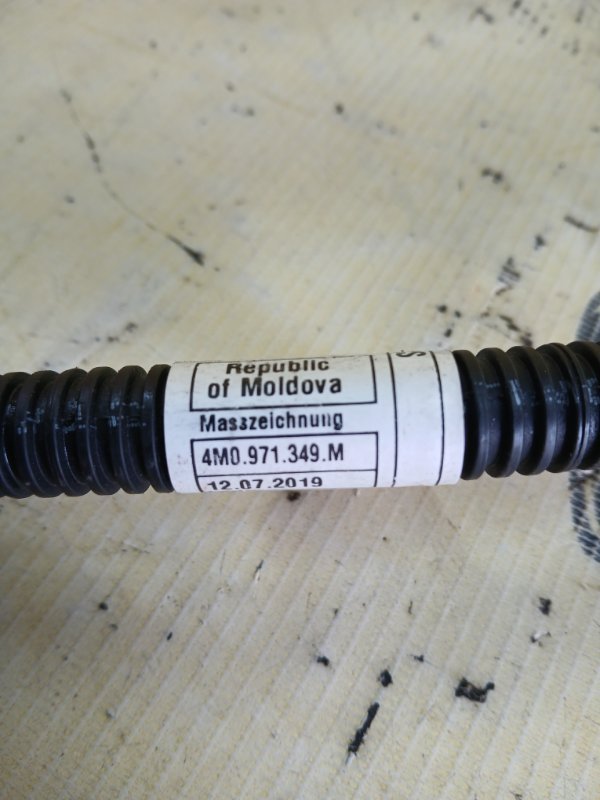 Republic
of Moldova
Masszeichnung
4M0.971.349.M
12.07.2019
S